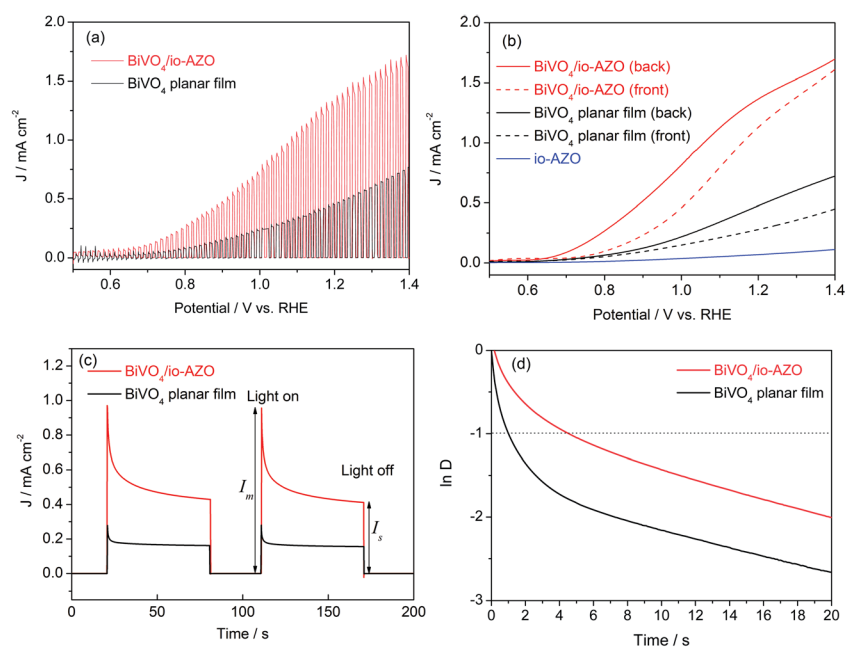 (a)
BiVO4/io-AZO
BiVO4 planar film
J / mA cm-2
2.0
1.5
1.0
0.5
0.0
0.6 0.8 1.0 1.2 1.4
Potential / V vs. RHE
(b)
BiVO4/io-AZO (back)
BiVO4/io-AZO (front)
BiVO4 planar film (back)
BiVO4 planar film (front)
io-AZO
J / mA cm-2
2.0
1.5
1.0
0.5
0.0
0.6 0.8 1.0 1.2 1.4
Potential / V vs. RHE
(c)
BiVO4/io-AZO
BiVO4 planar film
Light on
Light off
Im
Is
J / mA cm-2
1.2
1.0
0.8
0.6
0.4
0.2
0.0
0 50 100 150 200
Time / s
(d)
BiVO4/io-AZO
BiVO4 planar film
ln D
0
-1
-2
-3
0 2 4 6 8 10 12 14 16 18 20
Time / s